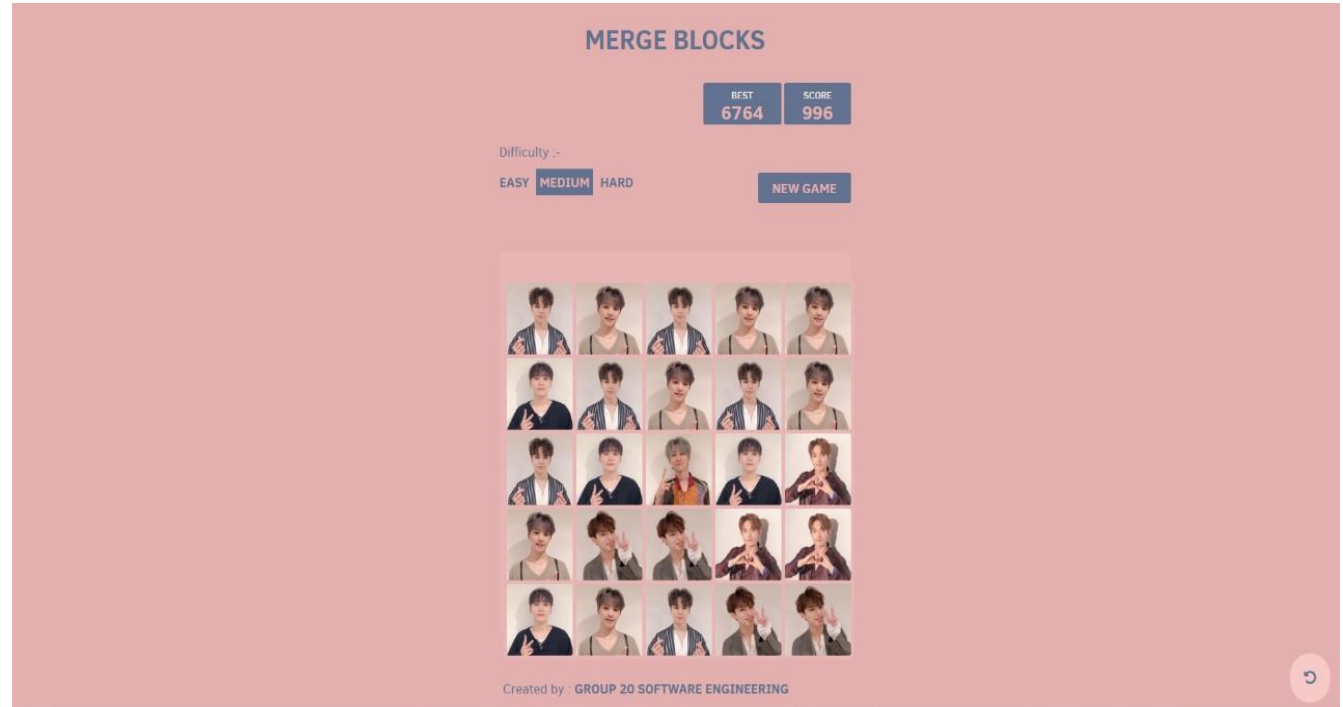 MERGE BLOCKS
BEST SCORE
6764 996
Difficulty :-
EASY MEDIUM HARD
NEW GAME
Created by : GROUP 20 SOFTWARE ENGINEERING